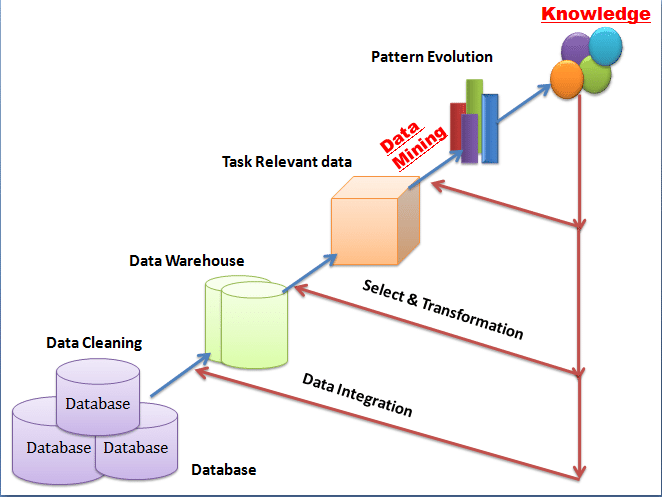 Knowledge
Pattern Evolution
Data
Mining
Task Relevant data
Data Warehouse
Select & Transformation
Data Cleaning
Data Integration
Database
Database
Database
Database